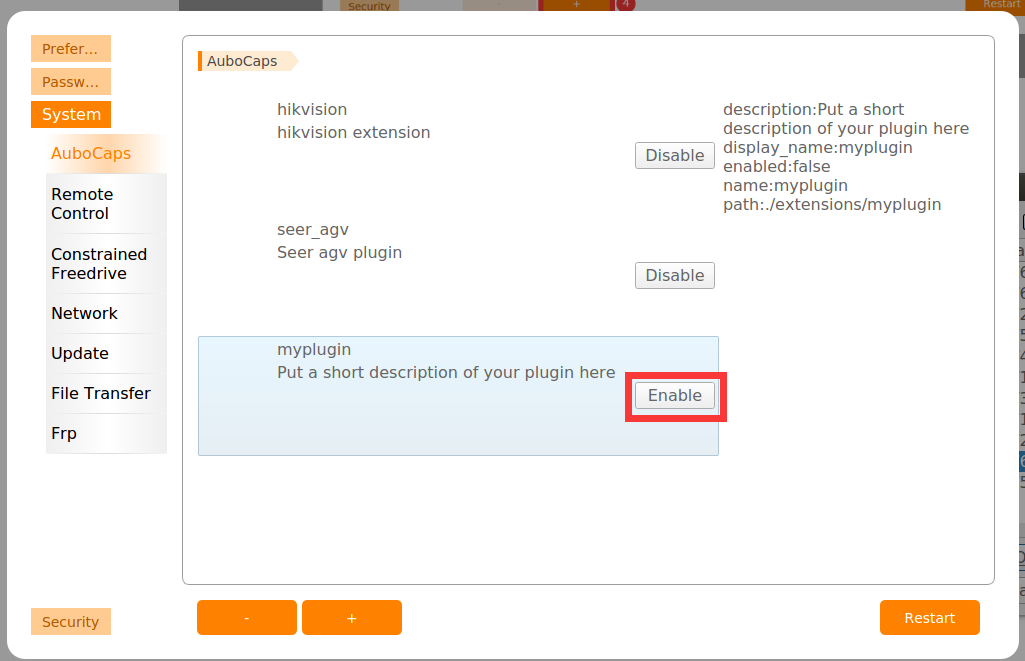 Security
-
+
4
Restart
Prefer...
Passw...
System
AuboCaps
Remote
Control
Constrained
Freedrive
Network
Update
File Transfer
Frp
Security
AuboCaps
hikvision
hikvision extension
Disable
seer_agv
Seer agv plugin
Disable
myplugin
Put a short description of your plugin here
Enable
description:Put a short
description of your plugin here
display_name:myplugin
enabled:false
name:myplugin
path:./extensions/myplugin
-
+
Restart